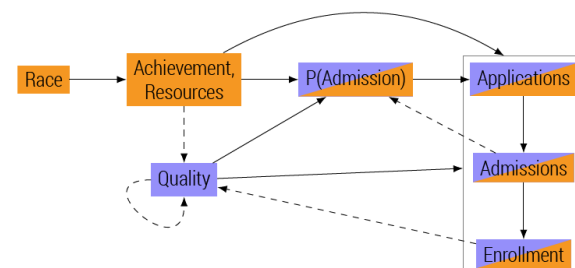 Race
Achievement,
Resources
P(Admission)
Applications
Quality
Admissions
Enrollment